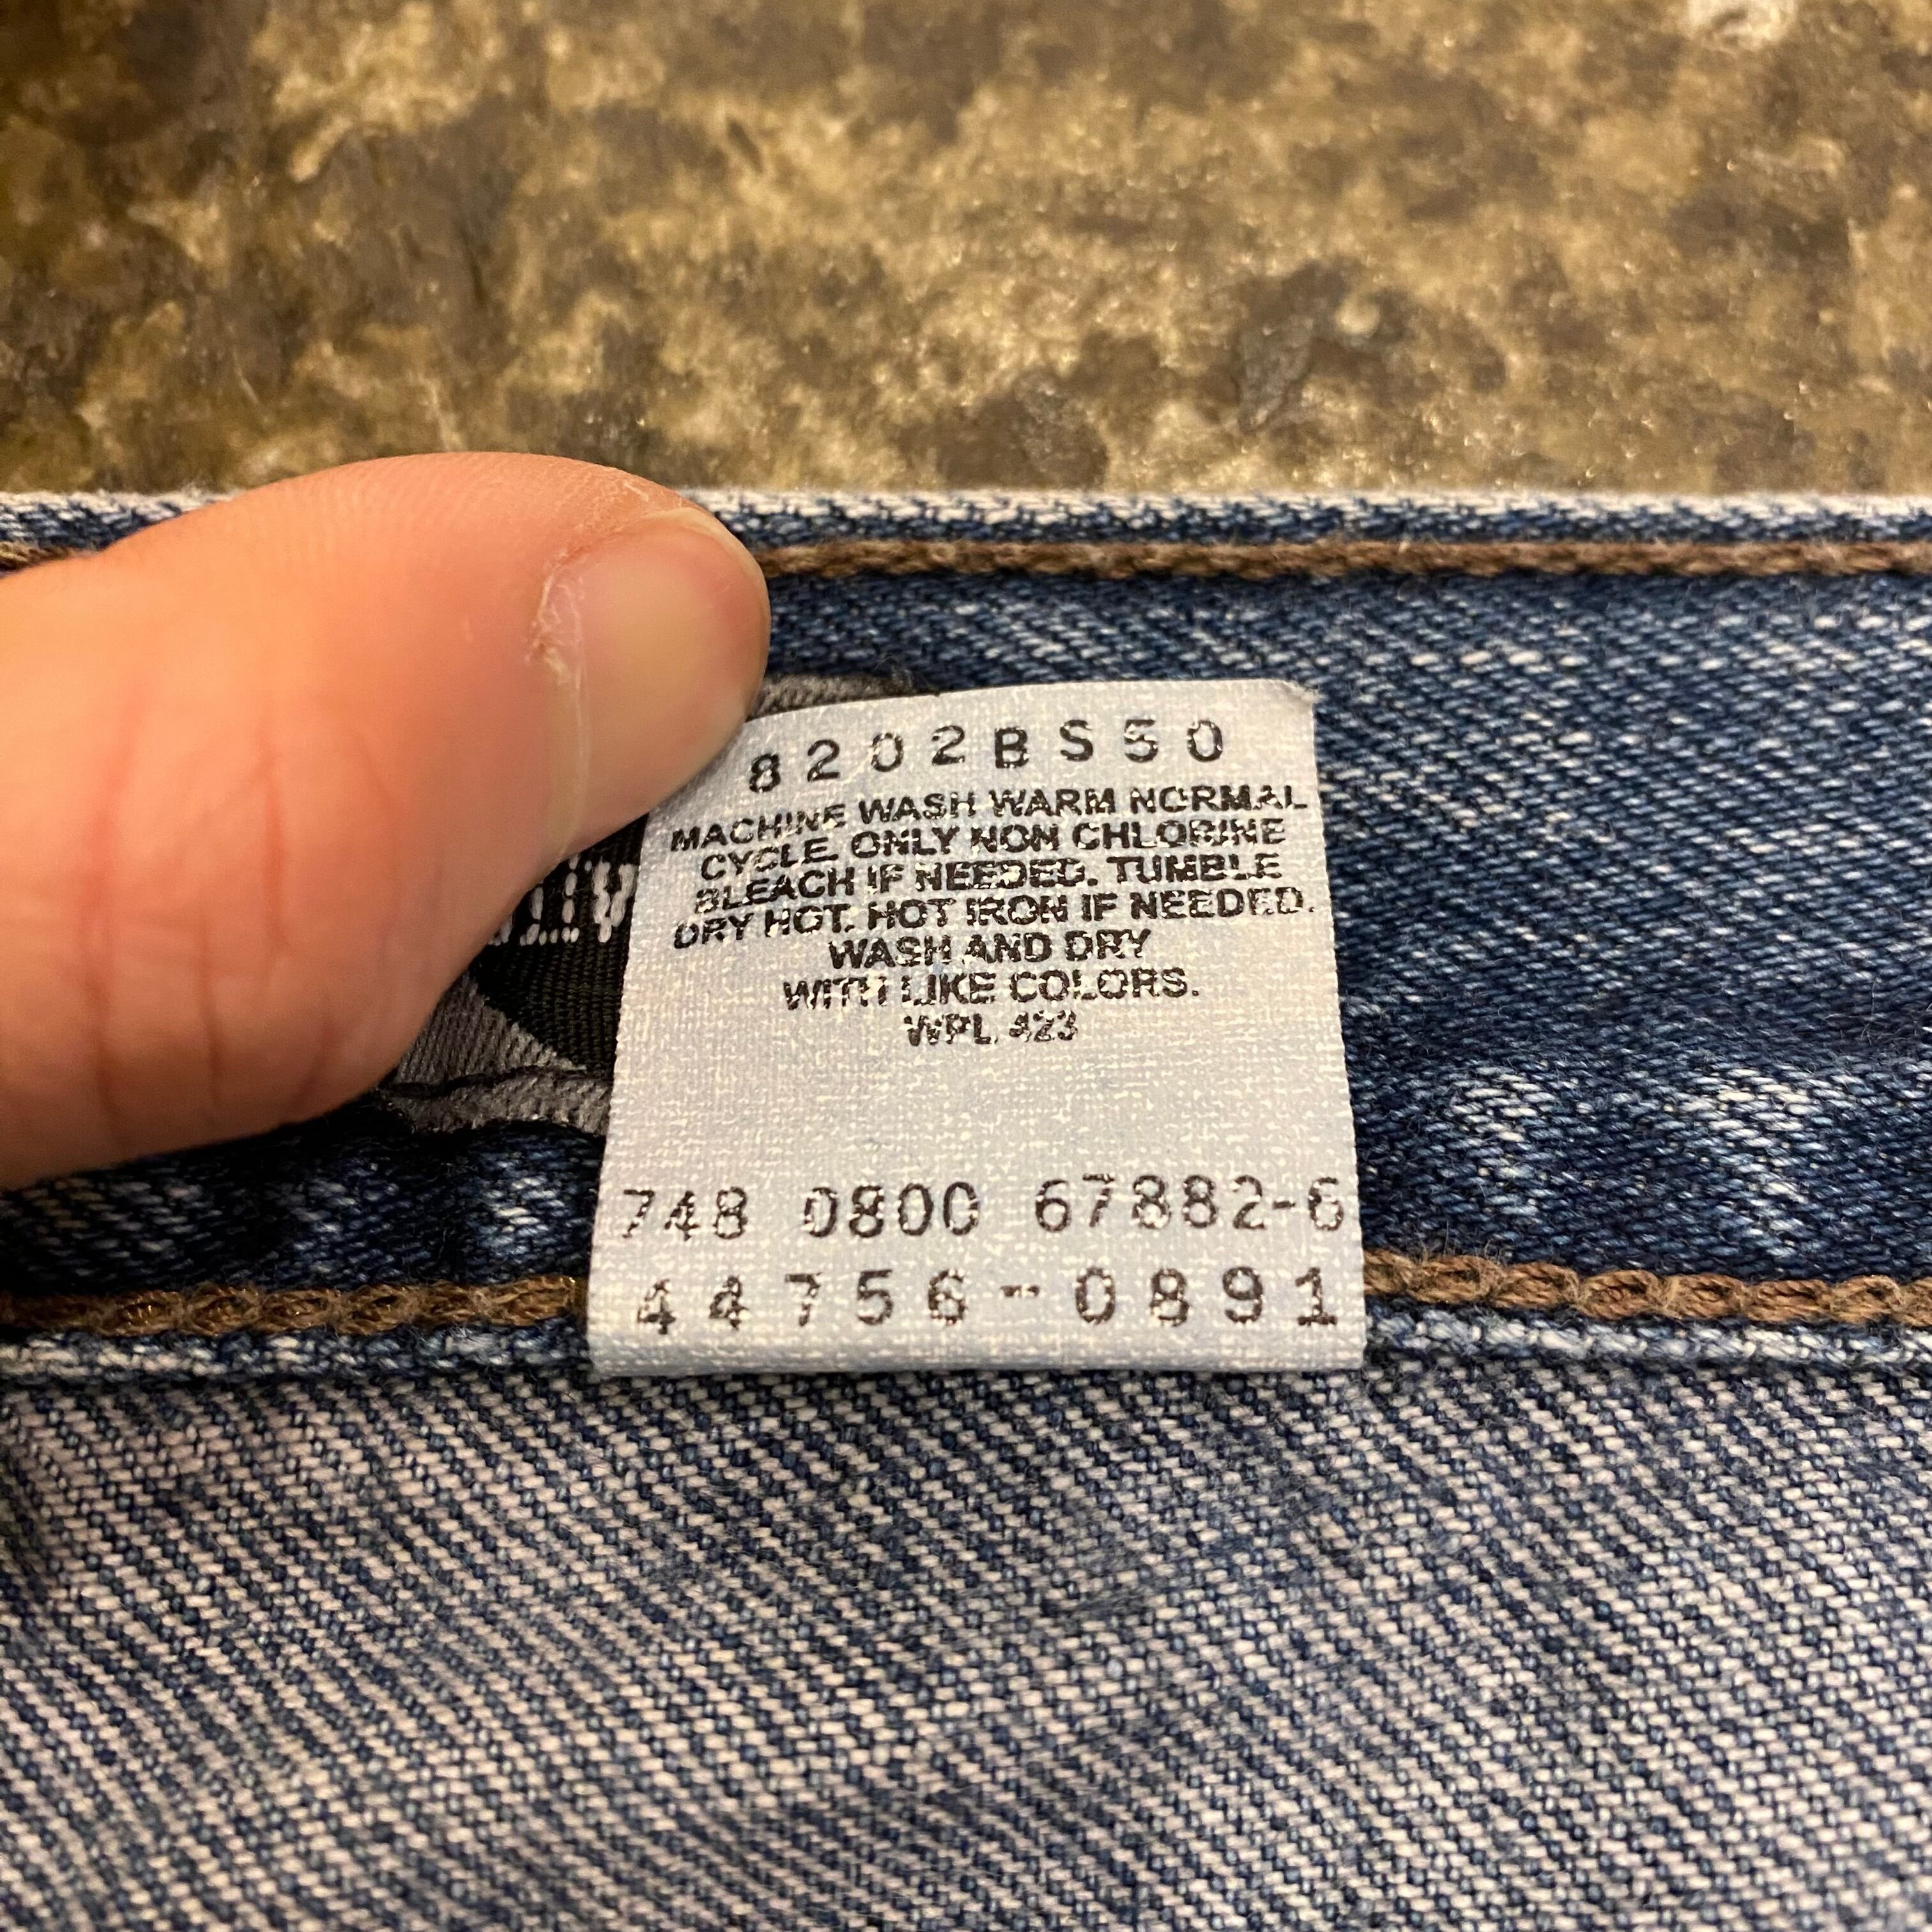 8202BS50
MACHINE WASH WARM NORMAL
CYCLE. ONLY NON CHLORINE
BLEACH IF NEEDED. TUMBLE
DRY HOT. HOT IRON IF NEEDED.
WASH AND DRY
WITH LIKE COLORS.
WPL 423
748 0800 67882-6
44756-0891